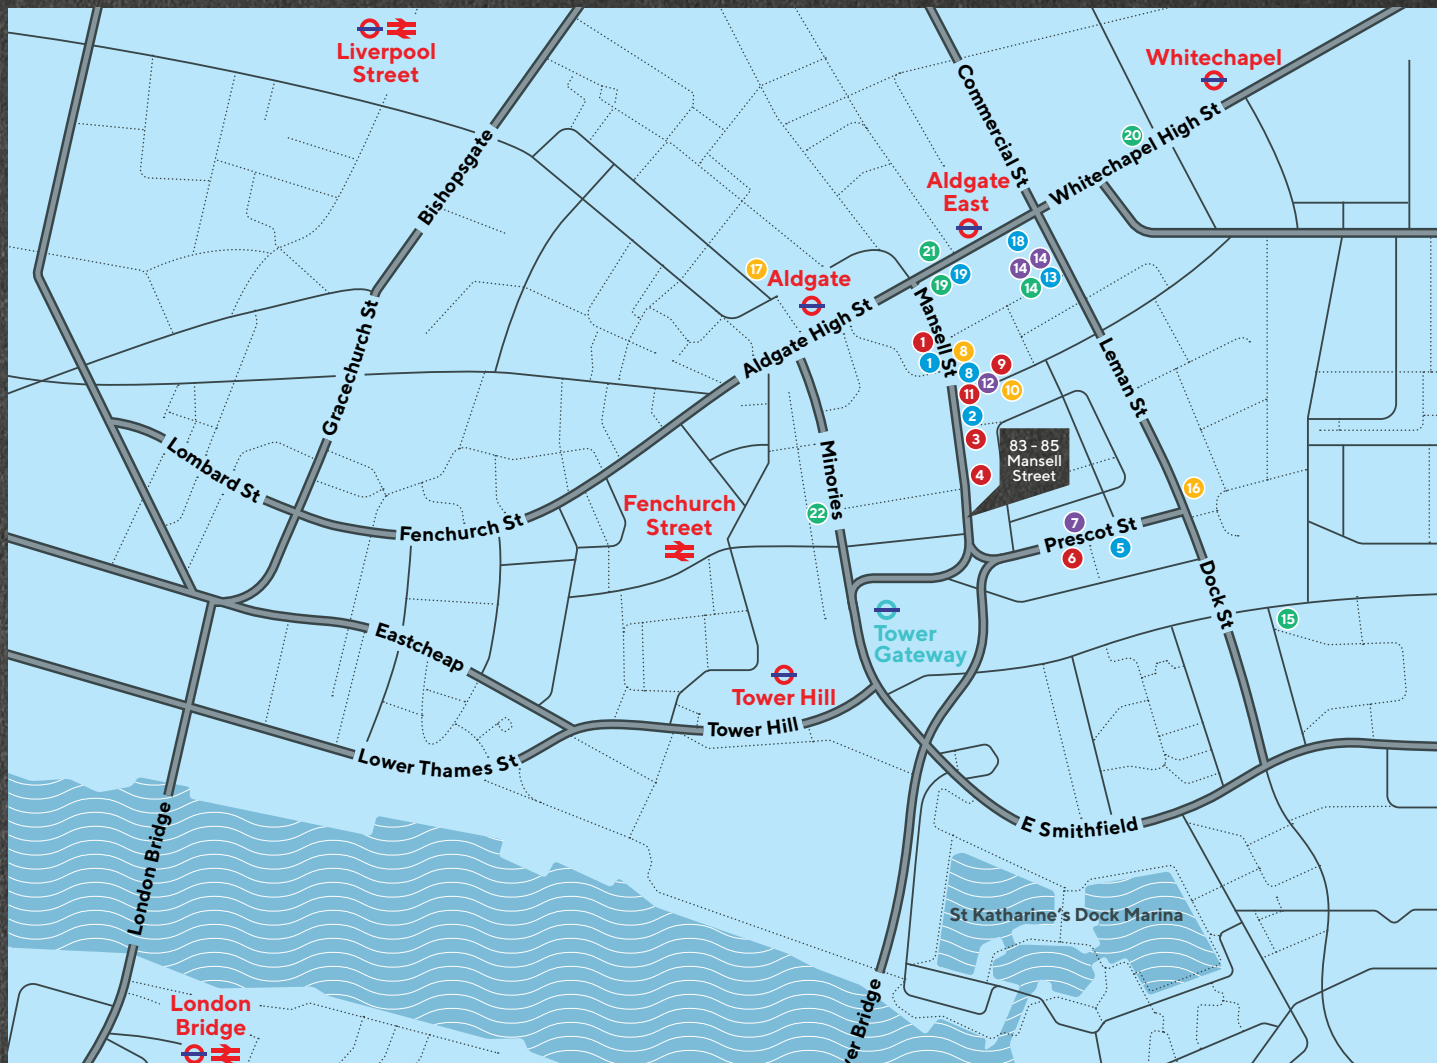 Liverpool
Street
Whitechapel
Commercial St
20
Whitechapel High St
Bishopsgate
Aldgate
East
18
21
14
14
13
14
17
Aldgate
19
19
Mansell St
Gracechurch St
Aldgate High St
1
1
8
8
9
12
10
11
2
3
4
Leman St
83 - 85
Mansell
Street
Lombard St
Minories
16
Fenchurch
Street
22
Fenchurch St
7
Prescot St
5
6
Dock St
Tower
Gateway
15
Eastcheap
Tower Hill
Tower Hill
Lower Thames St
E Smithfield
London Bridge
St Katharine's Dock Marina
London
Bridge
er Bridge